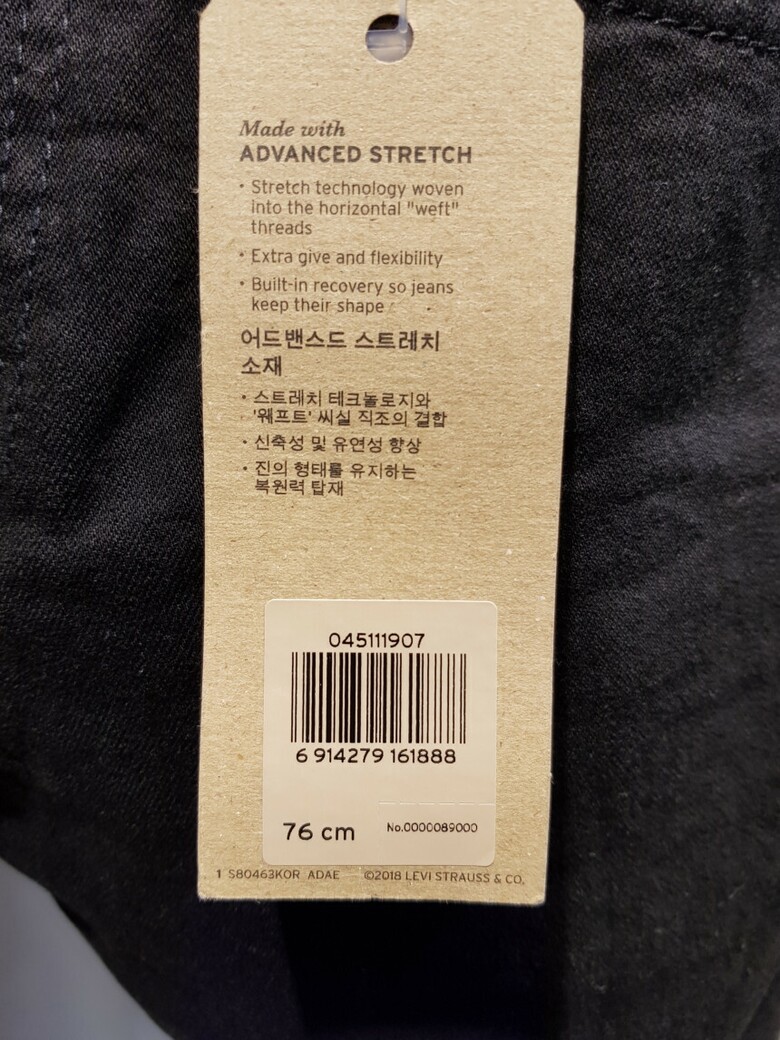 Made with
ADVANCED STRETCH
• Stretch technology woven
into the horizontal "weft"
threads
• Extra give and flexibility
• Built-in recovery so jeans
keep their shape
어드밴스드 스트레치
소재
• 스트레치 테크놀로지와
'웨프트' 씨실 직조의 결합
• 신축성 및 유연성 향상
• 진의 형태를 유지하는
복원력 탑재
045111907
6 914279 161888
76 cm
No.0000089000
1 S80463KOR ADAE ©2018 LEVI STRAUSS & CO.